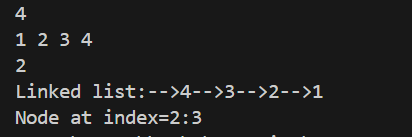 4
1 2 3 4
2
Linked list:-->4-->3-->2-->1
Node at index=2:3